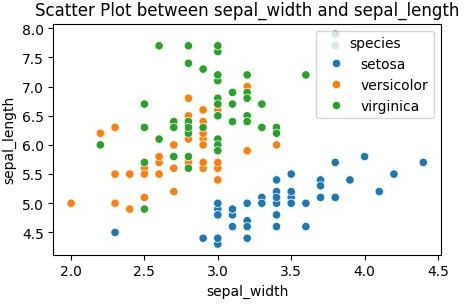 Scatter Plot between sepal_width and sepal_length
8.0
7.5
7.0
6.5
6.0
5.5
5.0
4.5
sepal_length
species
setosa
versicolor
virginica
2.0 2.5 3.0 3.5 4.0 4.5
sepal_width